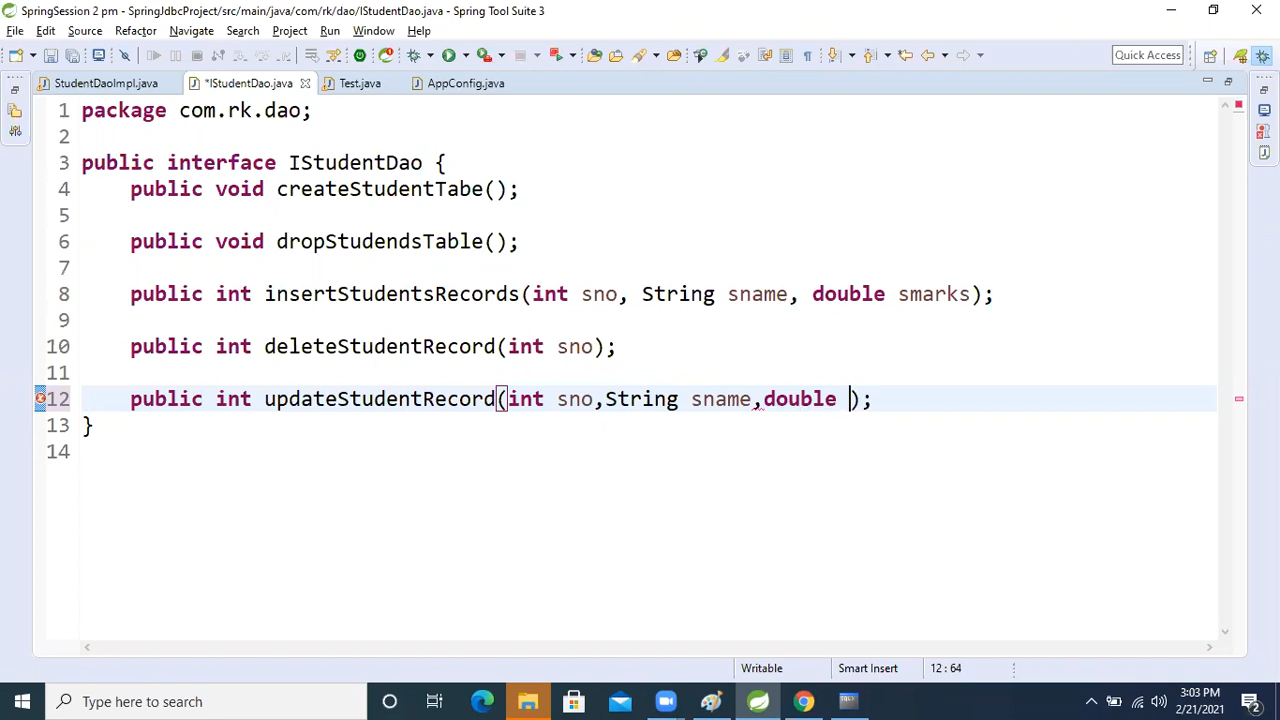 SpringSession 2 pm - SpringJdbcProject/src/main/java/com/rk/dao/IStudentDao.java - Spring Tool Suite 3
File Edit Source Refactor Navigate Search Project Run Window Help
Quick Access
StudentDaoImpl.java *IStudentDao.java Test.java AppConfig.java
1 package com.rk.dao;
2
3 public interface IStudentDao {
4 public void createStudentTabe();
5
6 public void dropStudendsTable();
7
8 public int insertStudentsRecords(int sno, String sname, double smarks);
9
10 public int deleteStudentRecord(int sno);
11
12 public int updateStudentRecord(int sno,String sname,double );
13 }
14
Writable Smart Insert 12 : 64
Type here to search
3:03 PM
2/21/2021
2